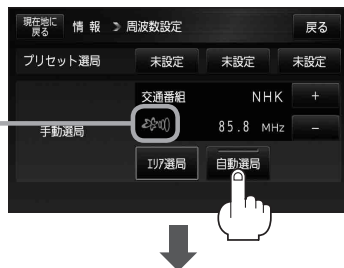 現在地に
戻る
情 報
周波数設定
戻る
プリセット選局
未設定
未設定
未設定
手動選局
交通番組
NHK
+
85.8 MHz
−
エリア選局
自動選局